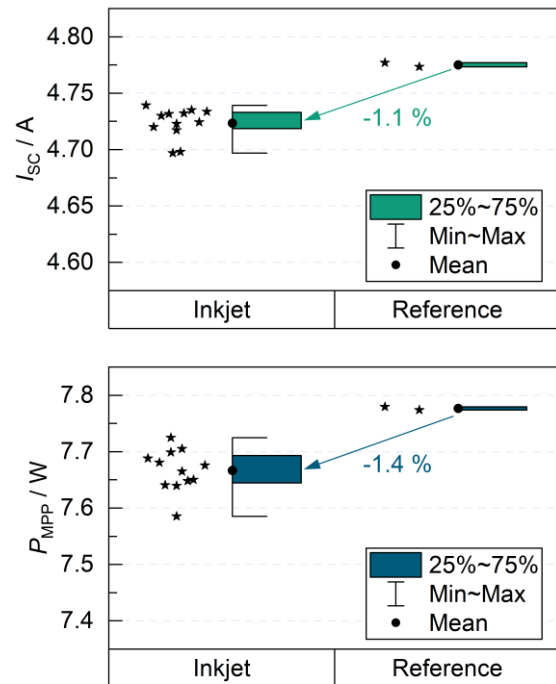 4.80
4.75
4.70
4.65
4.60
I_SC / A
-1.1 %
25%~75%
Min~Max
Mean
Inkjet
Reference
7.8
7.7
7.6
7.5
7.4
P_MPP / W
-1.4 %
25%~75%
Min~Max
Mean
Inkjet
Reference